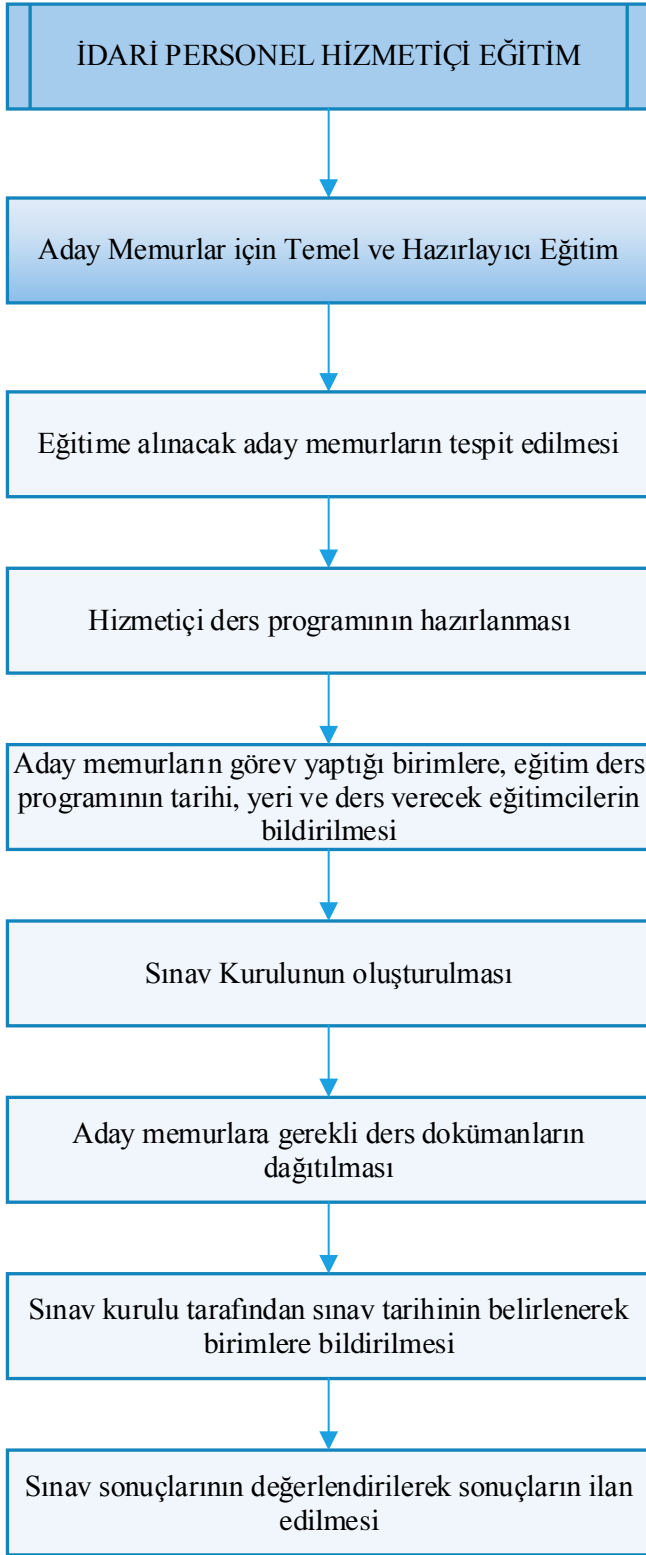 İDARİ PERSONEL HİZMETİÇİ EĞİTİM
Aday Memurlar için Temel ve Hazırlayıcı Eğitim
Eğitime alınacak aday memurların tespit edilmesi
Hizmetiçi ders programının hazırlanması
Aday memurların görev yaptığı birimlere, eğitim ders
programının tarihi, yeri ve ders verecek eğitimcilerin
bildirilmesi
Sınav Kurulunun oluşturulması
Aday memurlara gerekli ders dokümanların
dağıtılması
Sınav kurulu tarafından sınav tarihinin belirlenerek
birimlere bildirilmesi
Sınav sonuçlarının değerlendirilerek sonuçların ilan
edilmesi